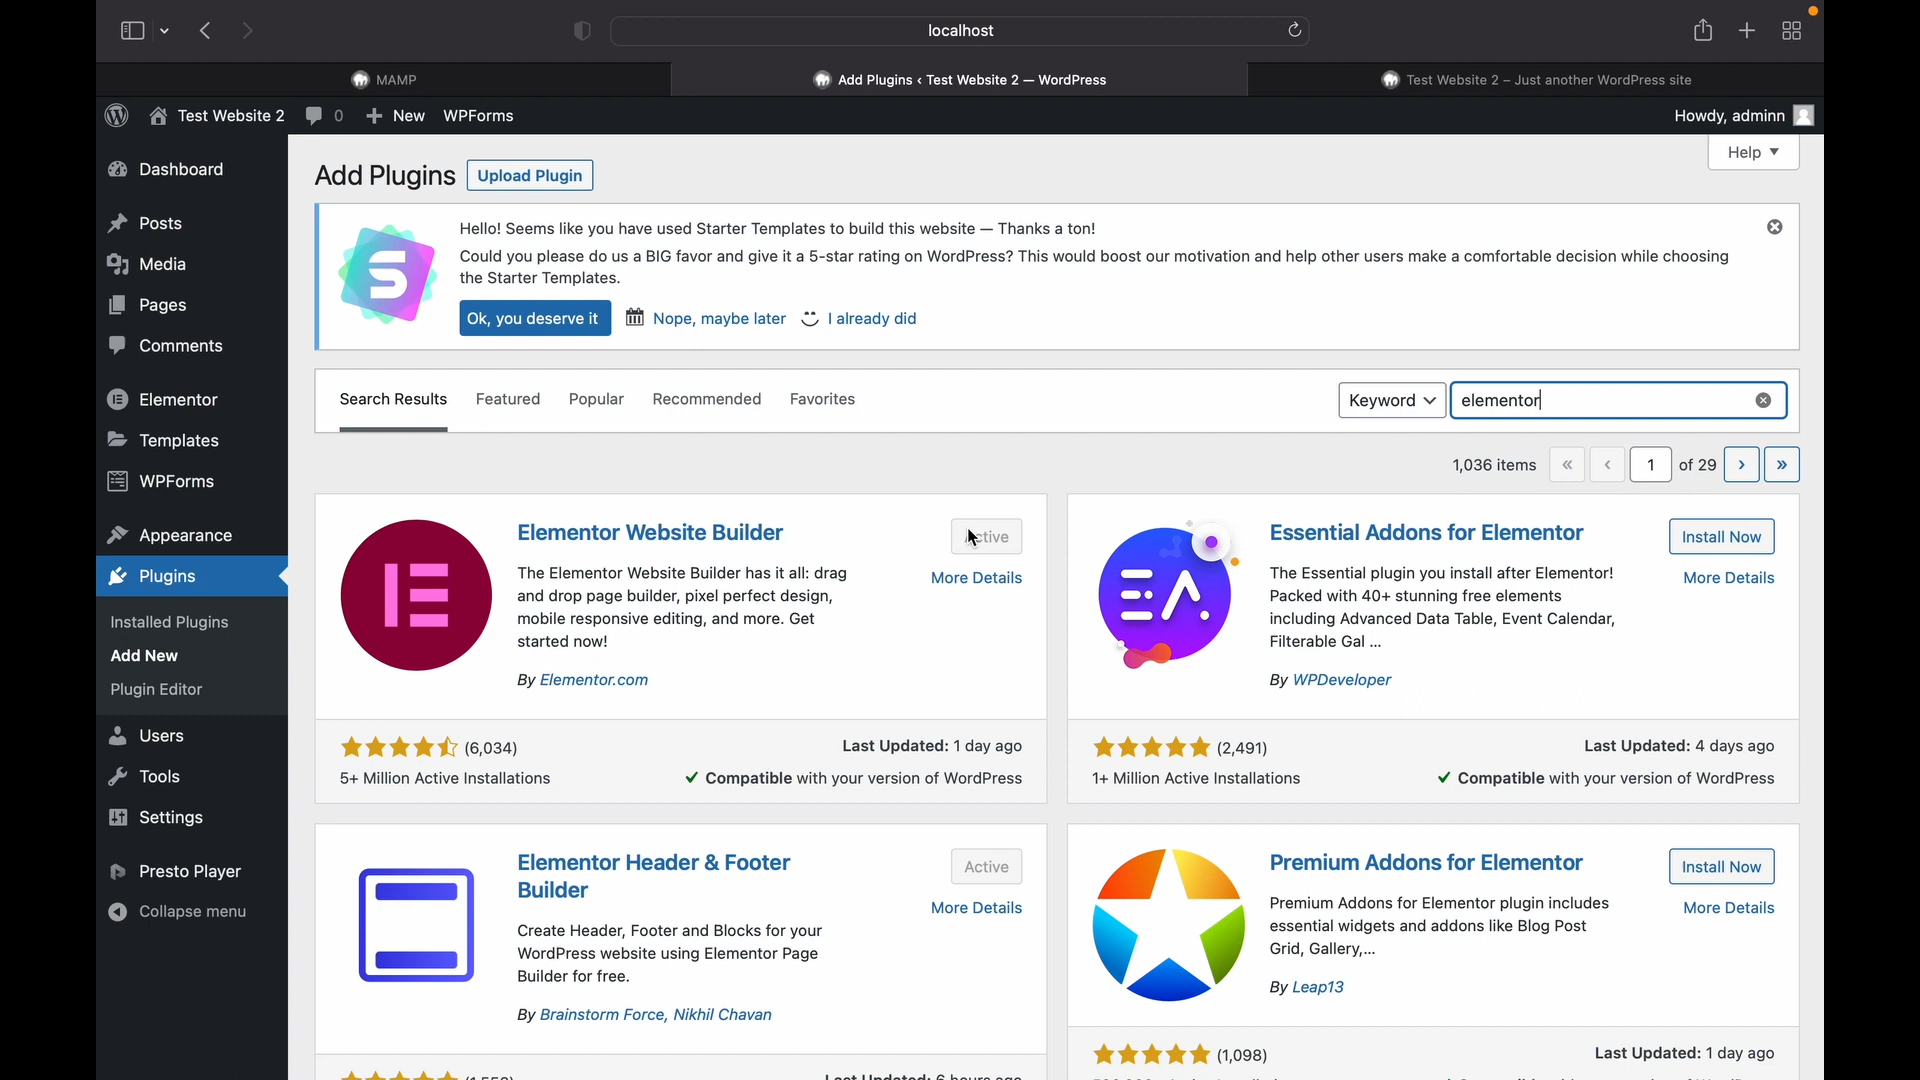 localhost
MAMP
Add Plugins ‹ Test Website 2 — WordPress
Test Website 2 – Just another WordPress site
Test Website 2
0
New
WPForms
Howdy, adminn
Help
Dashboard
Posts
Media
Pages
Comments
Elementor
Templates
WPForms
Appearance
Plugins
Installed Plugins
Add New
Plugin Editor
Users
Tools
Settings
Presto Player
Collapse menu
Add Plugins
Upload Plugin
Hello! Seems like you have used Starter Templates to build this website — Thanks a ton!
Could you please do us a BIG favor and give it a 5-star rating on WordPress? This would boost our motivation and help other users make a comfortable decision while choosing
the Starter Templates.
Ok, you deserve it
Nope, maybe later
I already did
Search Results
Featured
Popular
Recommended
Favorites
Keyword
elementor
1,036 items
«
‹
1
of 29
›
»
Elementor Website Builder
Active
More Details
The Elementor Website Builder has it all: drag
and drop page builder, pixel perfect design,
mobile responsive editing, and more. Get
started now!
By Elementor.com
(6,034)
Last Updated: 1 day ago
5+ Million Active Installations
Compatible with your version of WordPress
Essential Addons for Elementor
Install Now
More Details
The Essential plugin you install after Elementor!
Packed with 40+ stunning free elements
including Advanced Data Table, Event Calendar,
Filterable Gal ...
By WPDeveloper
(2,491)
Last Updated: 4 days ago
1+ Million Active Installations
Compatible with your version of WordPress
Elementor Header & Footer
Builder
Active
More Details
Create Header, Footer and Blocks for your
WordPress website using Elementor Page
Builder for free.
By Brainstorm Force, Nikhil Chavan
Last Updated: 6 hours ago
Premium Addons for Elementor
Install Now
More Details
Premium Addons for Elementor plugin includes
essential widgets and addons like Blog Post
Grid, Gallery,...
By Leap13
(1,098)
Last Updated: 1 day ago